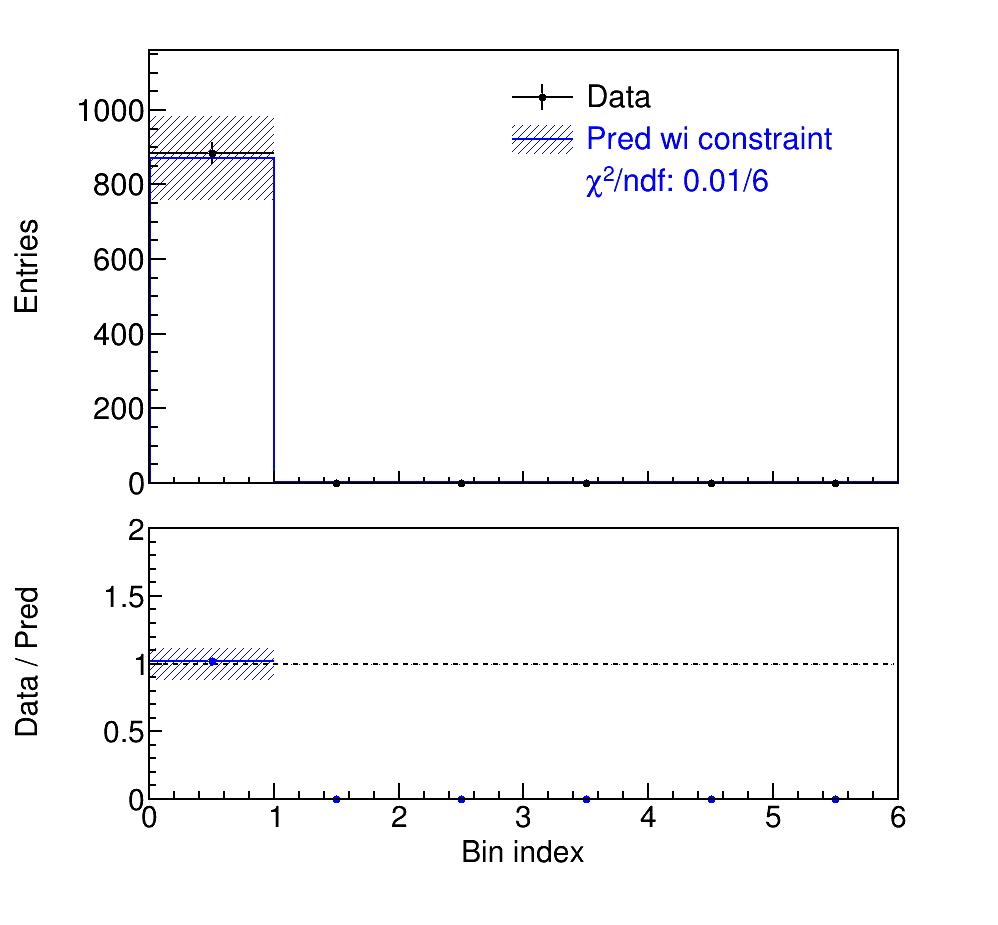 Entries
1000
800
600
400
200
0
Data
Pred wi constraint
χ²/ndf: 0.01/6
Data / Pred
2
1.5
1
0.5
0
0 1 2 3 4 5 6
Bin index